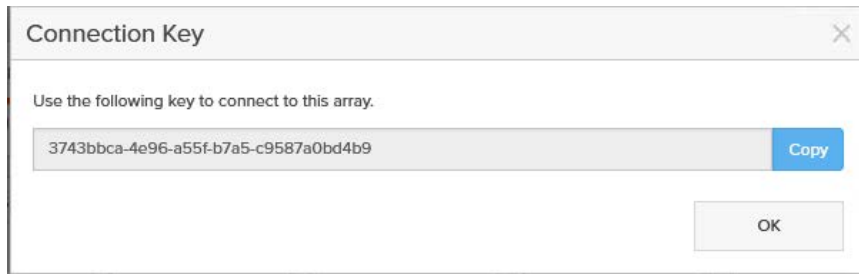 Connection Key
Use the following key to connect to this array.
3743bbca-4e96-a55f-b7a5-c9587a0bd4b9
Copy
OK